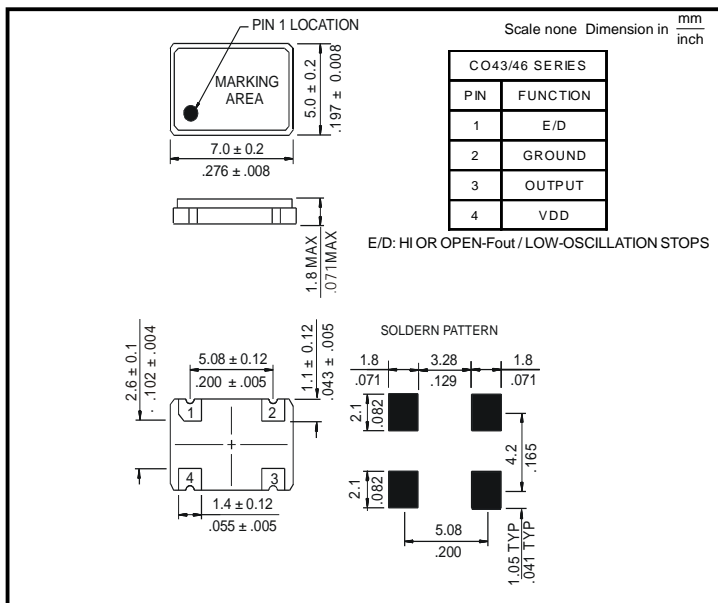 PIN 1 LOCATION
Scale none Dimension in mm
inch
MARKING
AREA
5.0 ± 0.2
.197 ± 0.008
7.0 ± 0.2
.276 ± .008
CO43/46 SERIES
PIN FUNCTION
1 E/D
2 GROUND
3 OUTPUT
4 VDD
E/D: HI OR OPEN-Fout / LOW-OSCILLATION STOPS
1.8 MAX
.071MAX
2.6 ± 0.1
.102 ± .004
5.08 ± 0.12
.200 ± .005
1.1 ± 0.12
.043 ± .005
1 2
4 3
1.4 ± 0.12
.055 ± .005
SOLDERN PATTERN
1.8 3.28 1.8
.071 .129 .071
2.1
.082
4.2
.165
2.1
.082
5.08
.200
1.05 TYP
.041 TYP